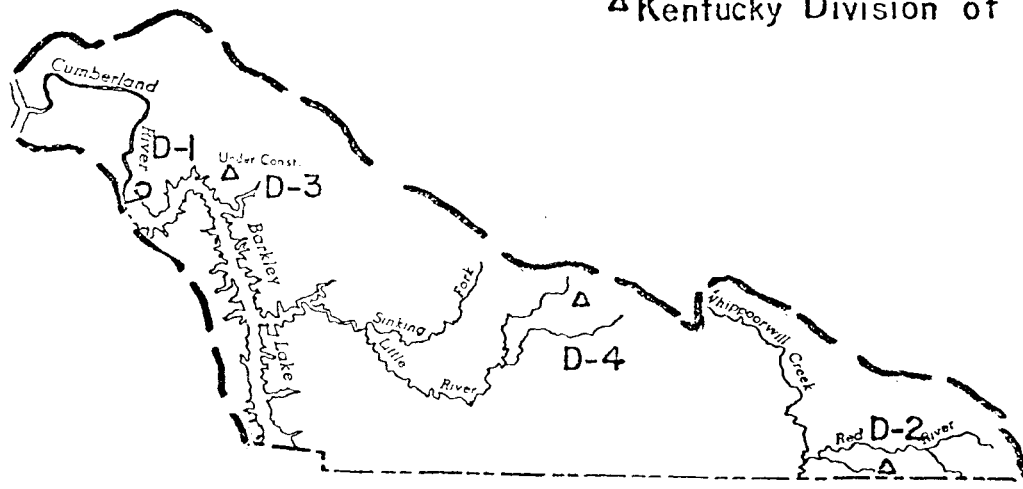 Kentucky Division of
Cumberland
River
D-1
Under Const.
D-3
Barkley
Lake
Sinking
Fork
Little
River
D-4
Whippoorwill
Creek
Red
River
D-2